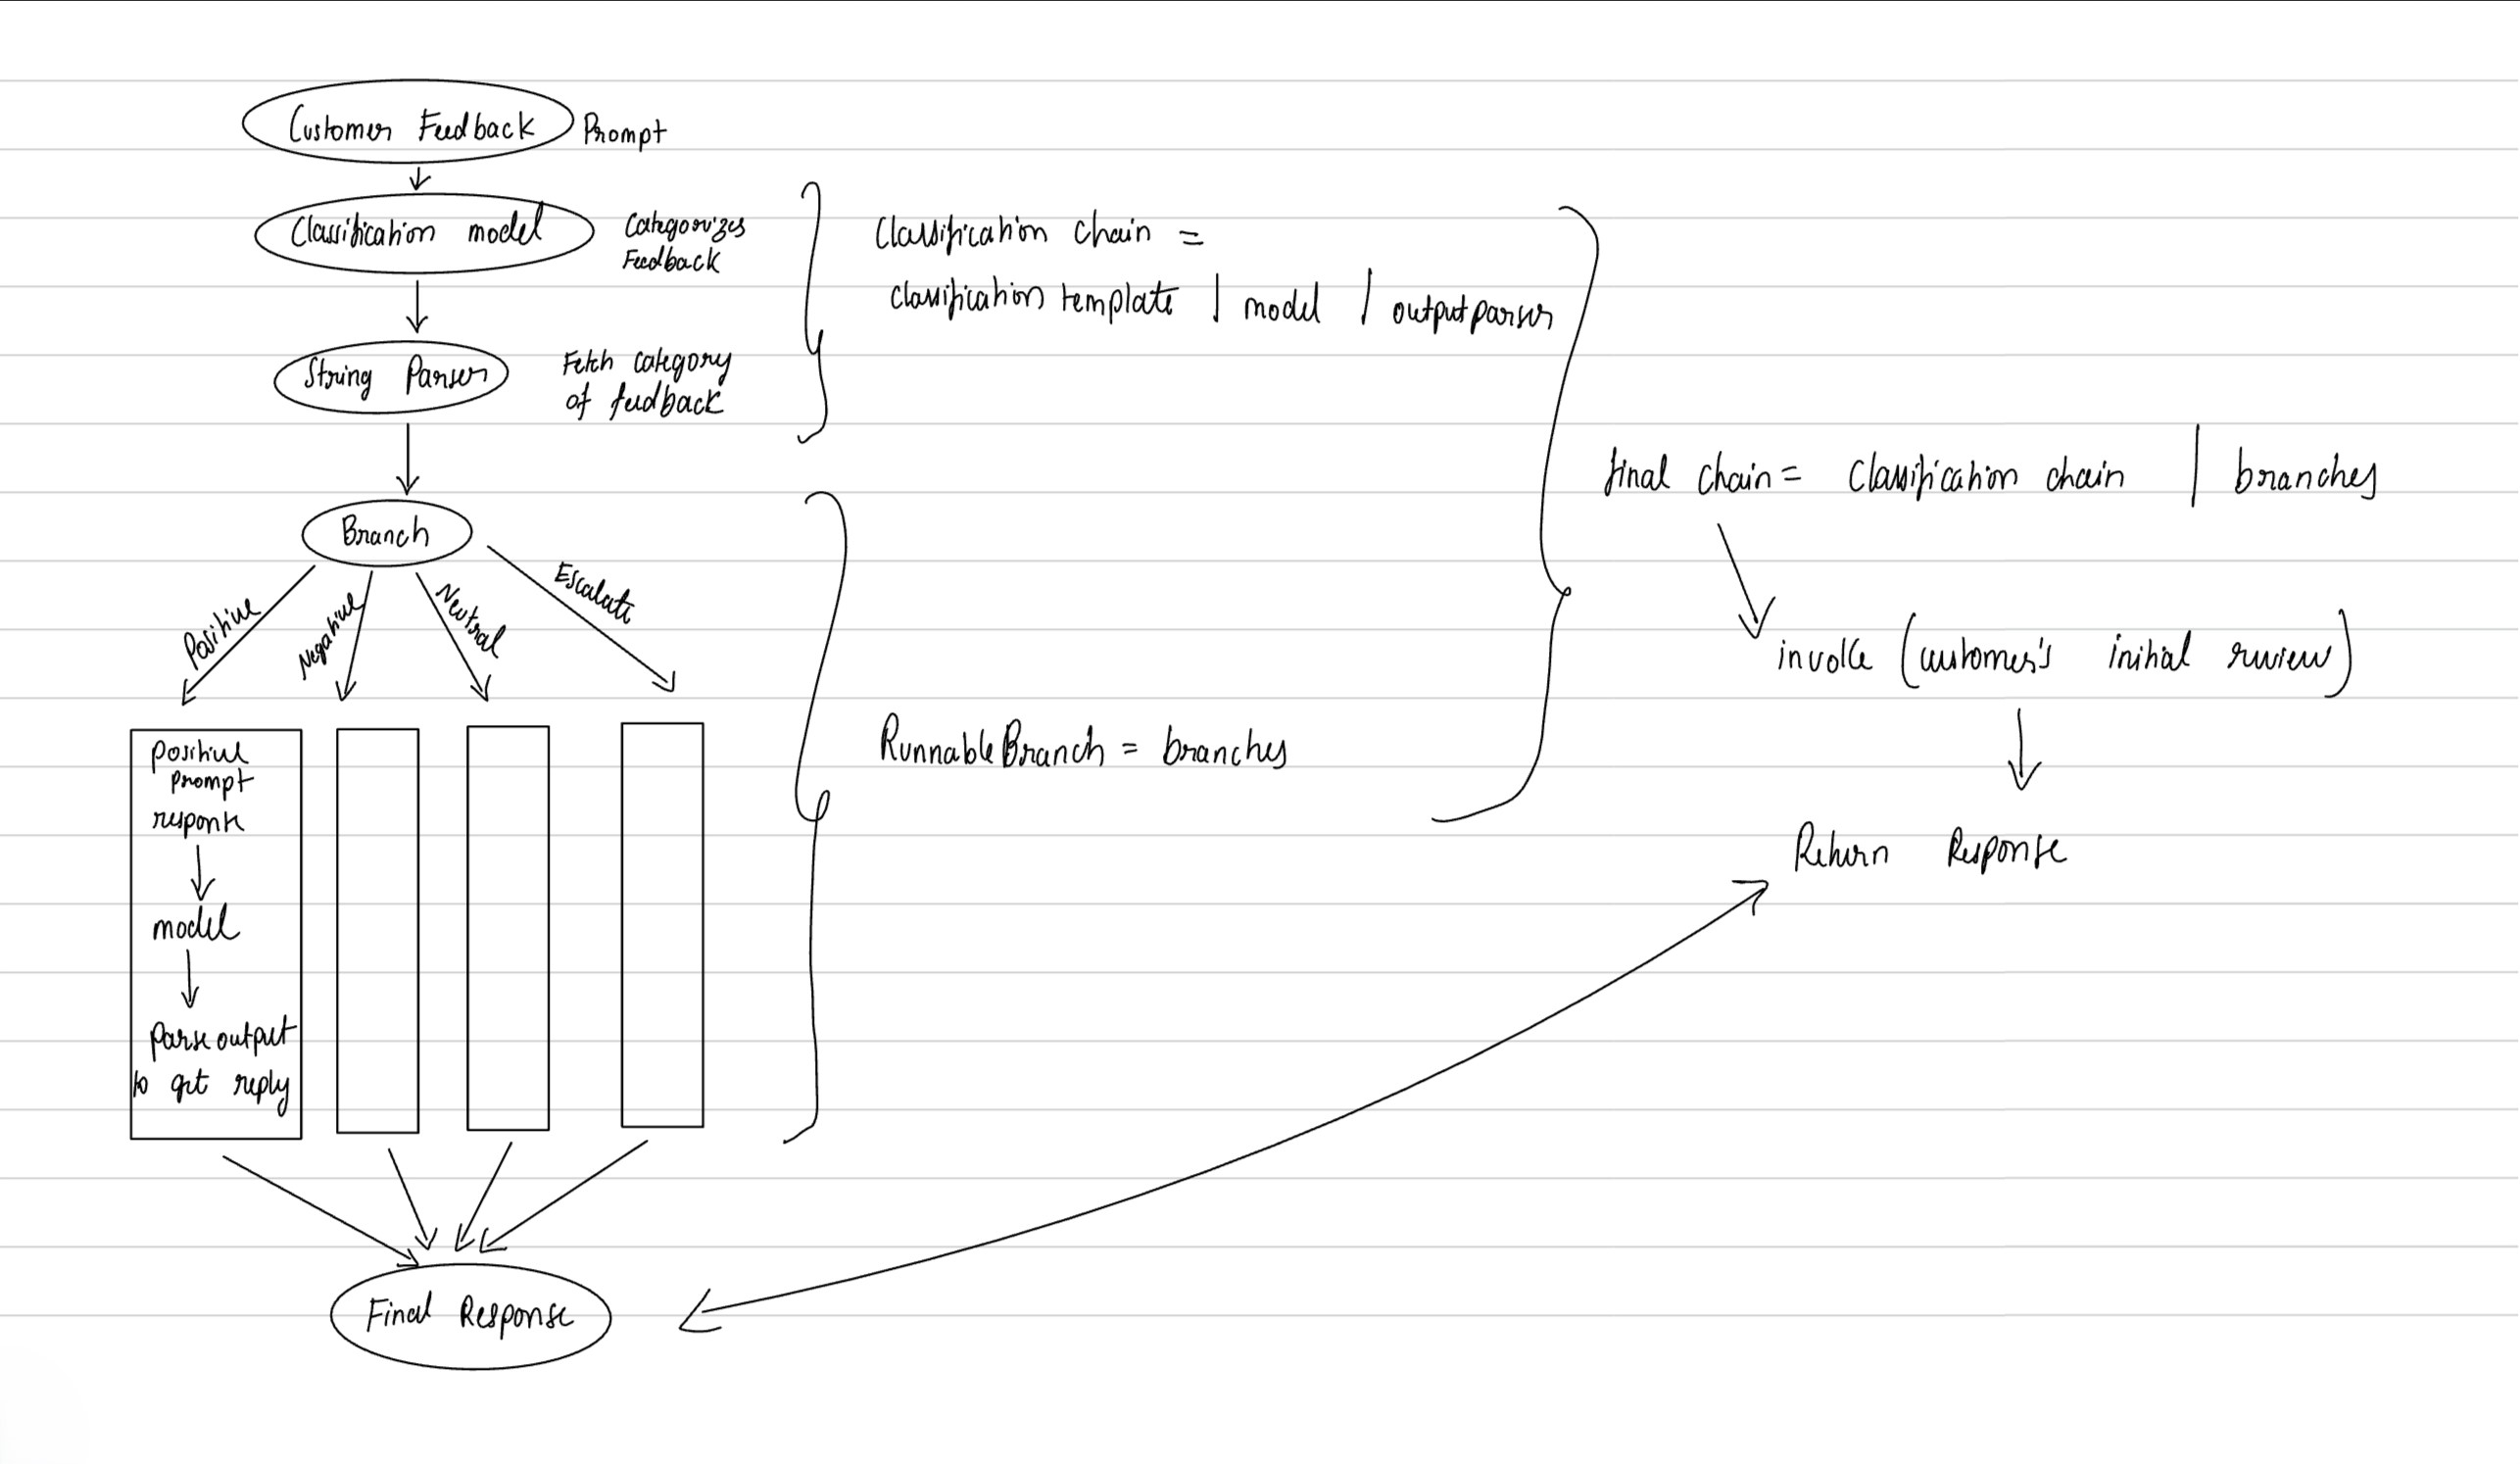 Customer Feedback
Prompt
Classification model
Categorizes
Feedback
String Parser
Fetch category
of feedback
Branch
Positive
Negative
Neutral
Escalate
positive
prompt
response
model
parse output
to get reply
Final Response
Classification chain =
classification template | model | outputparser
RunnableBranch = branches
final chain = Classification chain | branches
invoke (customer's initial review)
Return Response